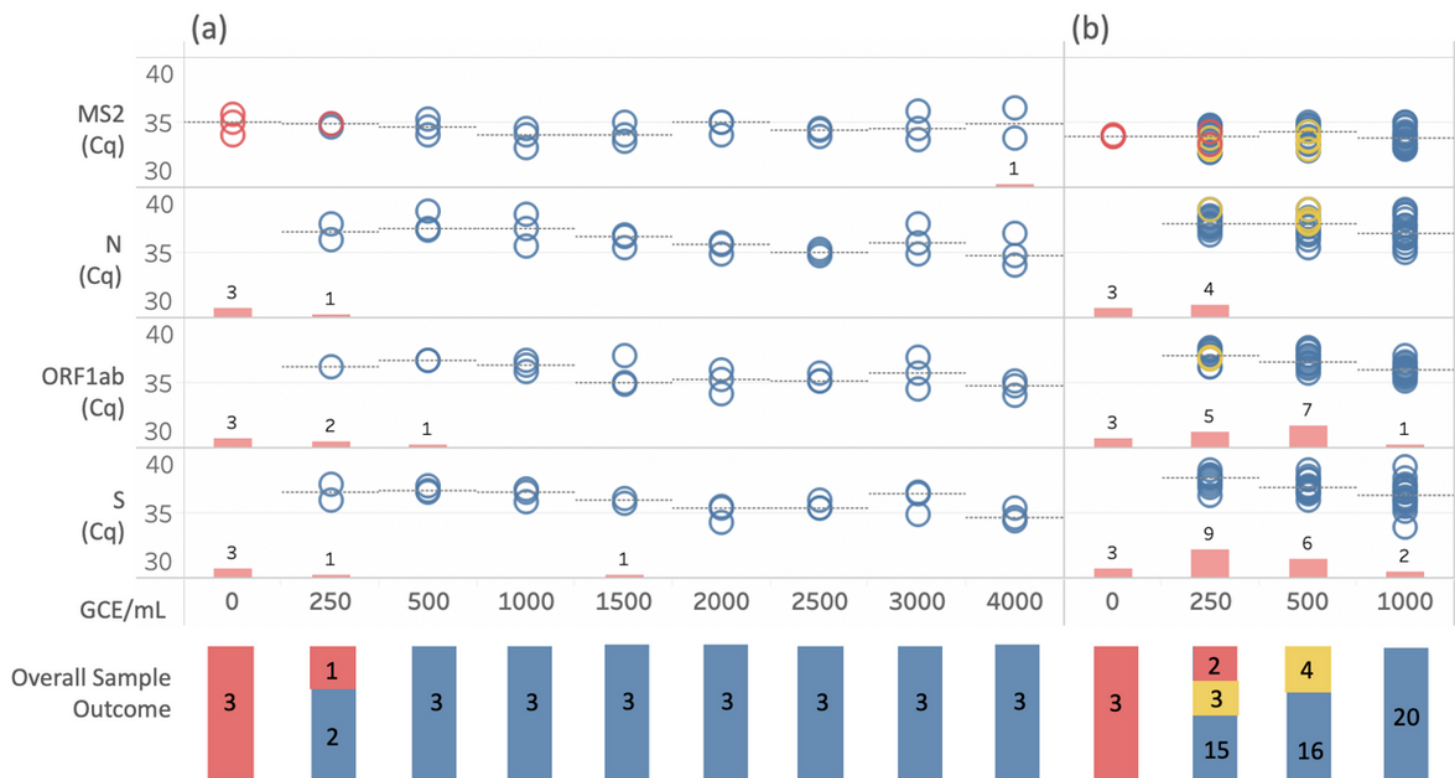 (a) (b)
MS2
(Cq)
40
35
30
1
N
(Cq)
40
35
30
3 1 3 4
ORF1ab
(Cq)
40
35
30
3 2 1 3 5 7 1
S
(Cq)
40
35
30
3 1 1 3 9 6 2
GCE/mL 0 250 500 1000 1500 2000 2500 3000 4000 0 250 500 1000
Overall Sample
Outcome
3 1 2 3 3 3 3 3 3 3 3 2 3 15 4 16 20